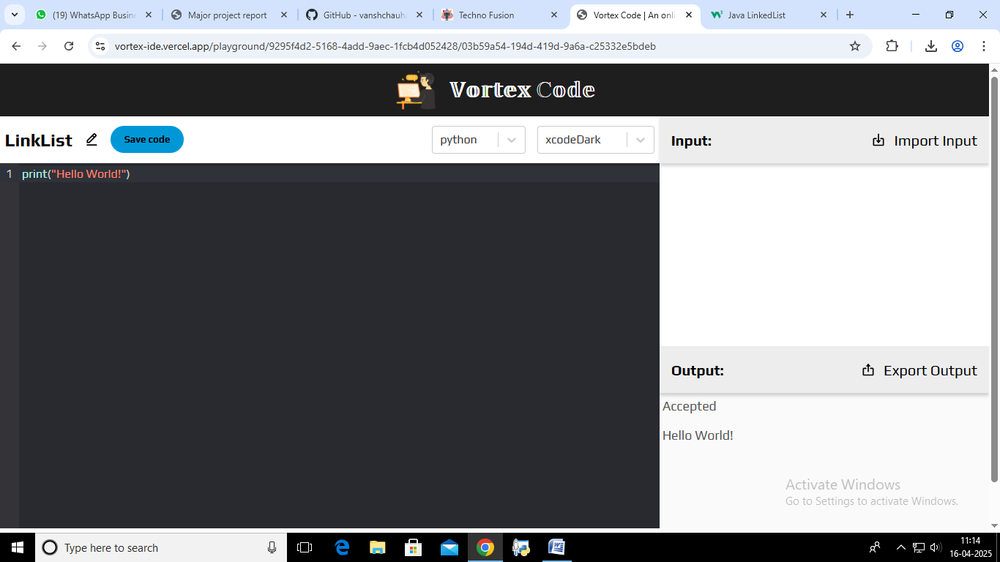 (19) WhatsApp Busine
Major project report
GitHub - vanshchauha
Techno Fusion
Vortex Code | An onli
Java LinkedList
vortex-ide.vercel.app/playground/9295f4d2-5168-4add-9aec-1fcb4d052428/03b59a54-194d-419d-9a6a-c25332e5bdeb
Vortex Code
LinkList
Save code
python
xcodeDark
Input:
Import Input
1 print("Hello World!")
Output:
Export Output
Accepted
Hello World!
Activate Windows
Go to Settings to activate Windows.
Type here to search
11:14
16-04-2025